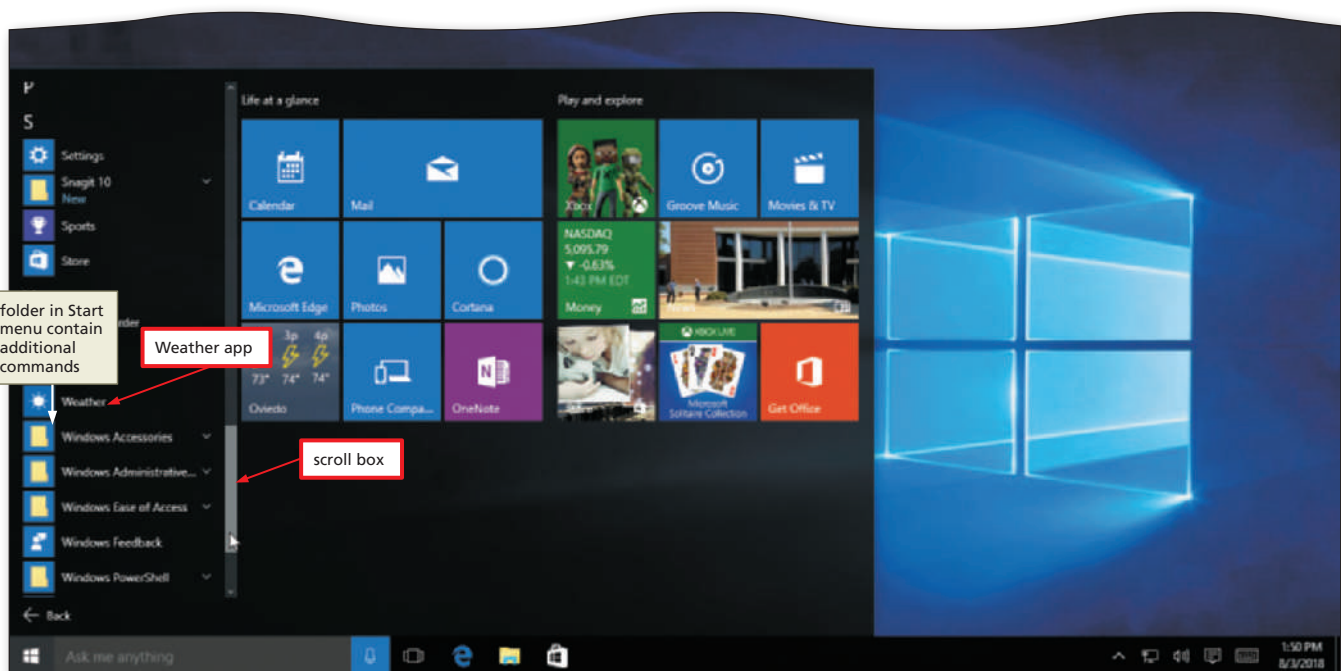 P
S
Settings
Snagit 10
New
Sports
Store
folder in Start
menu contain
additional
commands
Weather app
Weather
Windows Accessories
Windows Administrative...
Windows Ease of Access
Windows Feedback
Windows PowerShell
Back
scroll box
Life at a glance
Calendar
Mail
Microsoft Edge
Photos
Cortana
3p 4p
73° 74° 74°
Oviedo
Phone Compa...
OneNote
Play and explore
Xbox
Groove Music
Movies & TV
NASDAQ
5,095.79
▼ -0.63%
1:43 PM EDT
Money
XBOX LIVE
Microsoft
Solitaire Collection
Get Office
Ask me anything
1:50 PM
8/3/2018